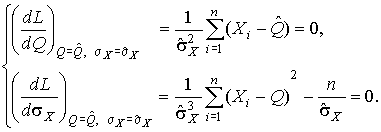 (dL/dQ)_{Q=Q̂, σ_X=σ̂_X} = 1/σ̂_X^2 ∑_{i=1}^{n} (X_i − Q̂) = 0,
(dL/dσ_X)_{Q=Q̂, σ_X=σ̂_X} = 1/σ̂_X^3 ∑_{i=1}^{n} (X_i − Q)^2 − n/σ̂_X = 0.